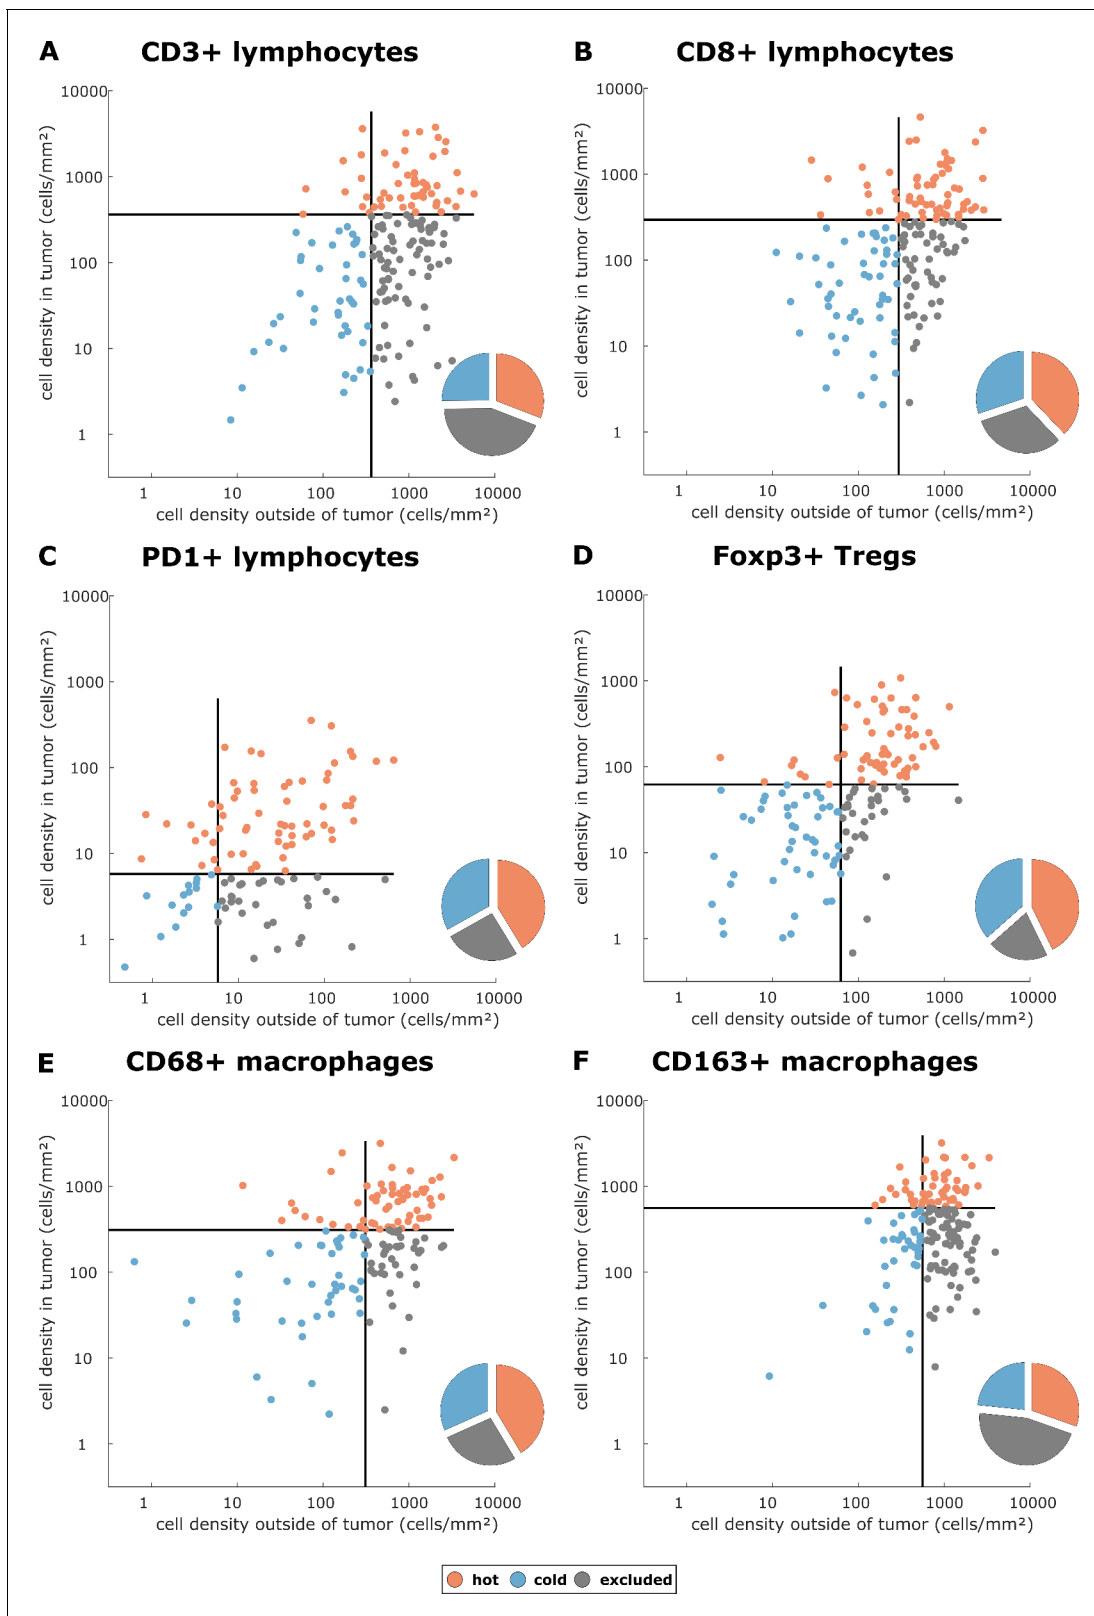 A CD3+ lymphocytes
cell density in tumor (cells/mm²)
10000
1000
100
10
1
1 10 100 1000 10000
cell density outside of tumor (cells/mm²)
B CD8+ lymphocytes
cell density in tumor (cells/mm²)
10000
1000
100
10
1
1 10 100 1000 10000
cell density outside of tumor (cells/mm²)
C PD1+ lymphocytes
cell density in tumor (cells/mm²)
10000
1000
100
10
1
1 10 100 1000 10000
cell density outside of tumor (cells/mm²)
D Foxp3+ Tregs
cell density in tumor (cells/mm²)
10000
1000
100
10
1
1 10 100 1000 10000
cell density outside of tumor (cells/mm²)
E CD68+ macrophages
cell density in tumor (cells/mm²)
10000
1000
100
10
1
1 10 100 1000 10000
cell density outside of tumor (cells/mm²)
F CD163+ macrophages
cell density in tumor (cells/mm²)
10000
1000
100
10
1
1 10 100 1000 10000
cell density outside of tumor (cells/mm²)
hot cold excluded